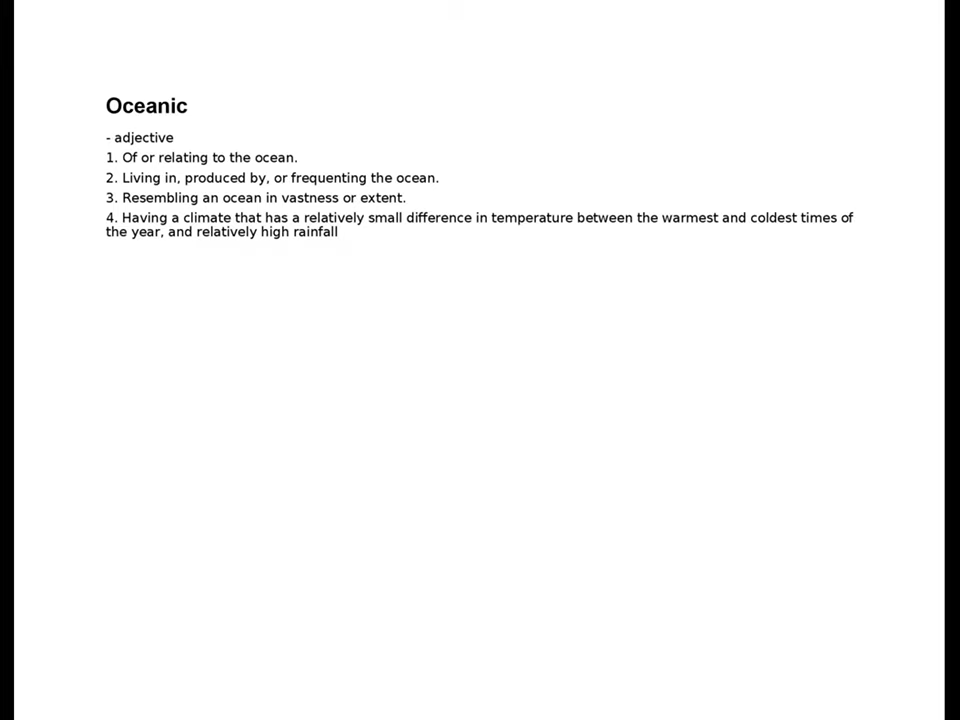 Oceanic
- adjective
1. Of or relating to the ocean.
2. Living in, produced by, or frequenting the ocean.
3. Resembling an ocean in vastness or extent.
4. Having a climate that has a relatively small difference in temperature between the warmest and coldest times of
the year, and relatively high rainfall